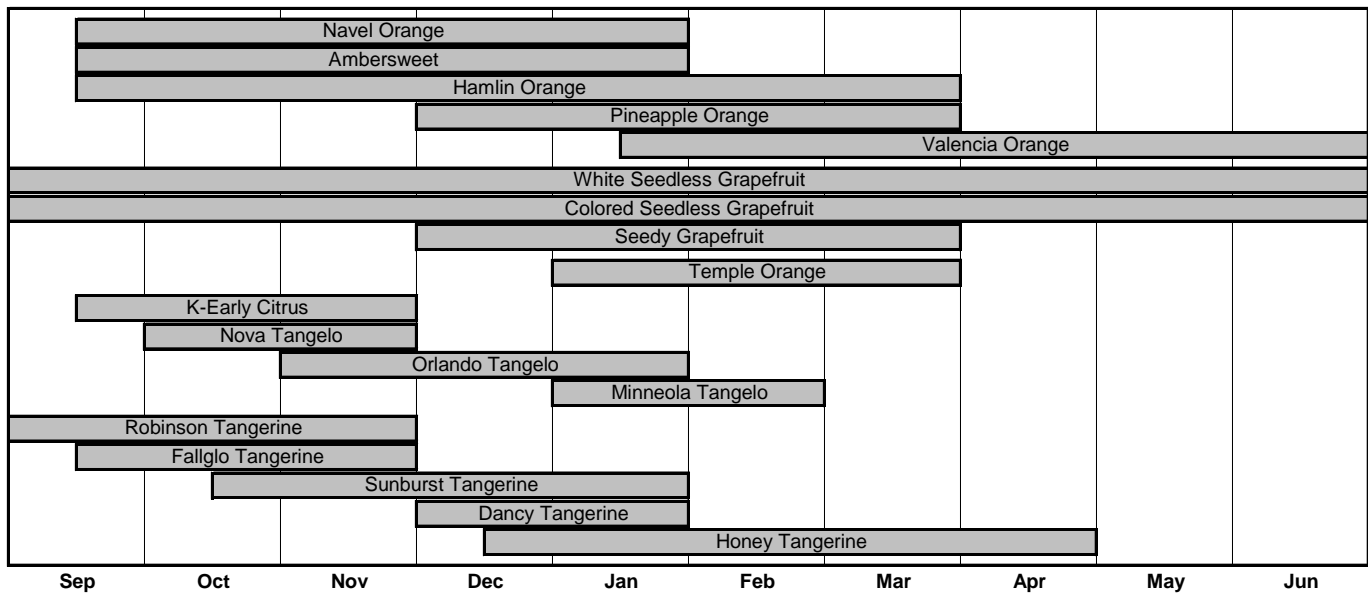 Navel Orange
Ambersweet
Hamlin Orange
Pineapple Orange
Valencia Orange
White Seedless Grapefruit
Colored Seedless Grapefruit
Seedy Grapefruit
Temple Orange
K-Early Citrus
Nova Tangelo
Orlando Tangelo
Minneola Tangelo
Robinson Tangerine
Fallglo Tangerine
Sunburst Tangerine
Dancy Tangerine
Honey Tangerine
Sep Oct Nov Dec Jan Feb Mar Apr May Jun